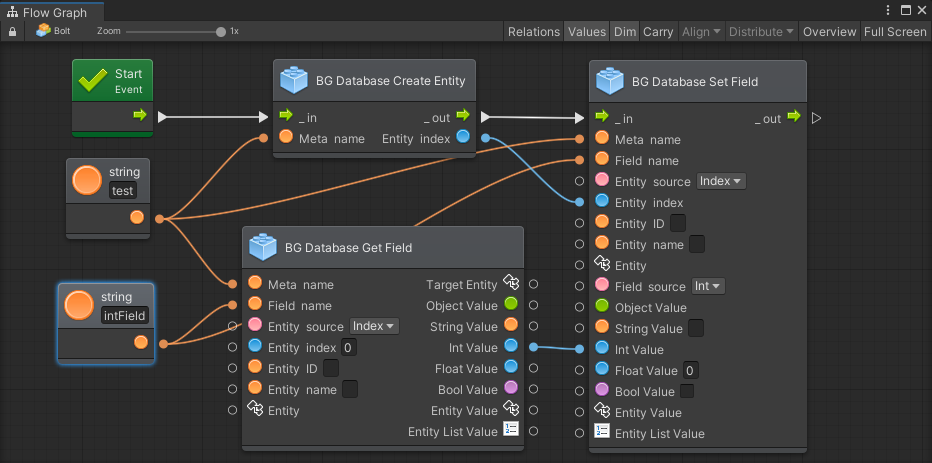 Flow Graph
Bolt Zoom 1x Relations Values Dim Carry Align Distribute Overview Full Screen
Start
Event
string
test
string
intField
BG Database Create Entity
_ in _ out
Meta name Entity index
BG Database Get Field
Meta name Target Entity
Field name Object Value
Entity source Index String Value
Entity index 0 Int Value
Entity ID Float Value
Entity name Bool Value
Entity Entity Value
Entity List Value
BG Database Set Field
_ in _ out
Meta name
Field name
Entity source Index
Entity index
Entity ID
Entity name
Entity
Field source Int
Object Value
String Value
Int Value
Float Value 0
Bool Value
Entity Value
Entity List Value